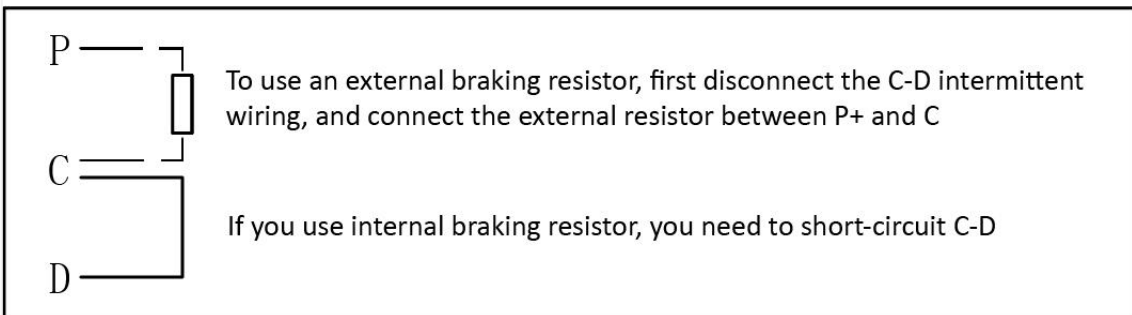 P
To use an external braking resistor, first disconnect the C-D intermittent
wiring, and connect the external resistor between P+ and C
C
If you use internal braking resistor, you need to short-circuit C-D
D